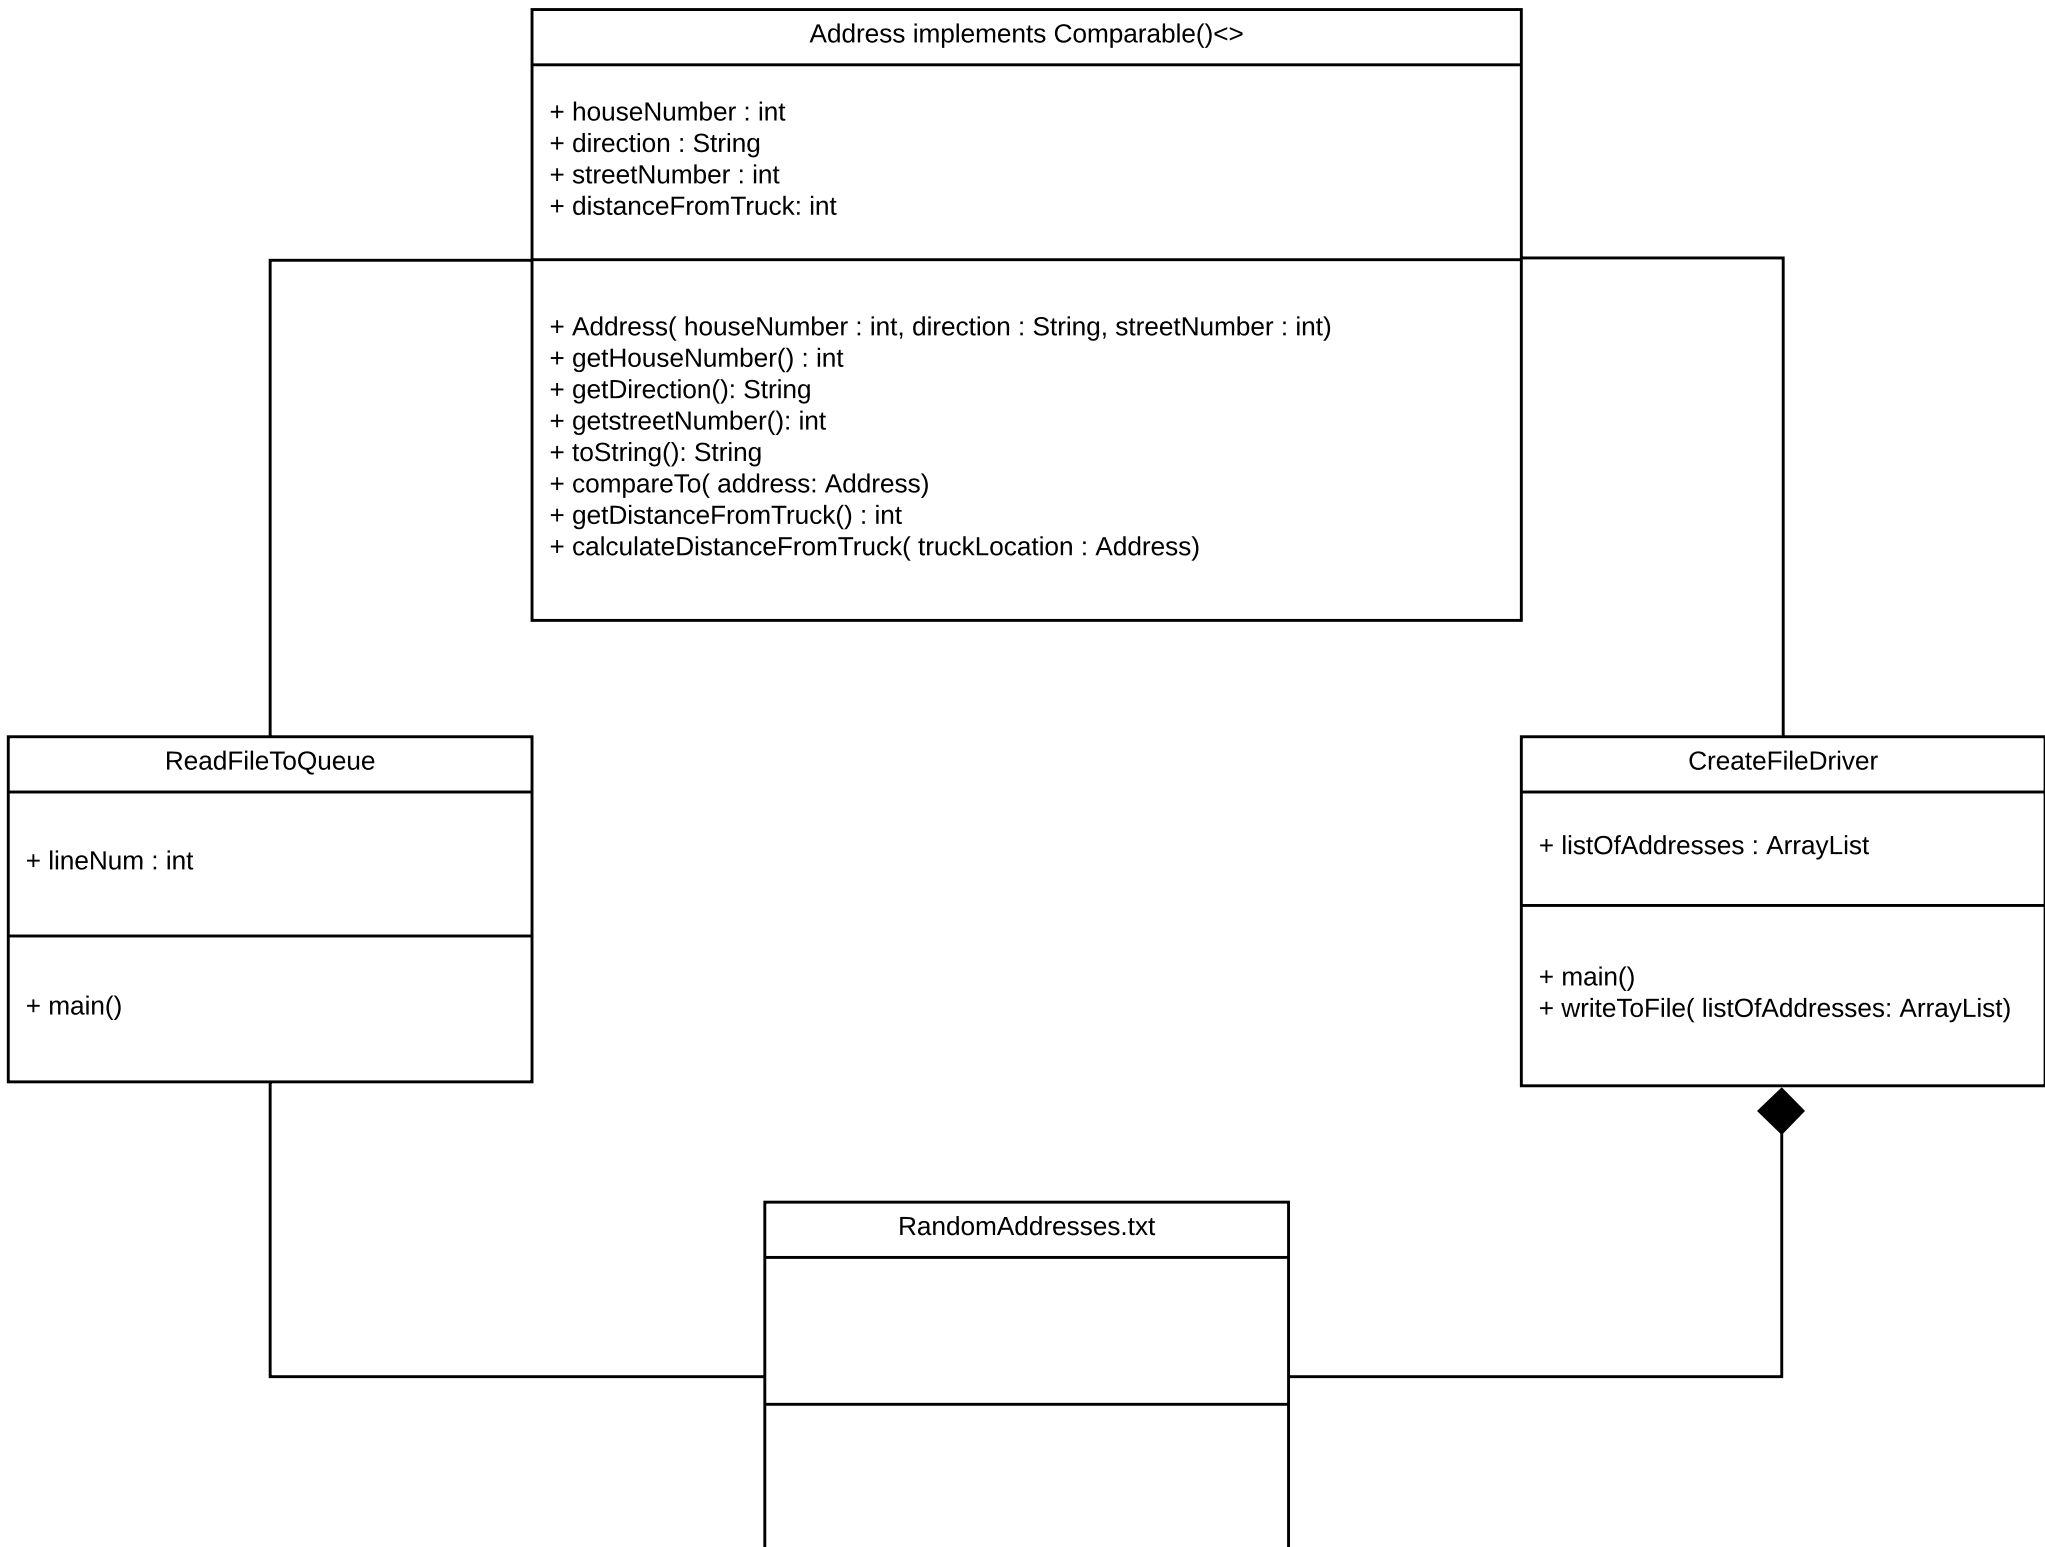 Address implements Comparable()<>
+ houseNumber : int
+ direction : String
+ streetNumber : int
+ distanceFromTruck: int
+ Address( houseNumber : int, direction : String, streetNumber : int)
+ getHouseNumber() : int
+ getDirection(): String
+ getstreetNumber(): int
+ toString(): String
+ compareTo( address: Address)
+ getDistanceFromTruck() : int
+ calculateDistanceFromTruck( truckLocation : Address)
ReadFileToQueue
+ lineNum : int
+ main()
CreateFileDriver
+ listOfAddresses : ArrayList
+ main()
+ writeToFile( listOfAddresses: ArrayList)
RandomAddresses.txt